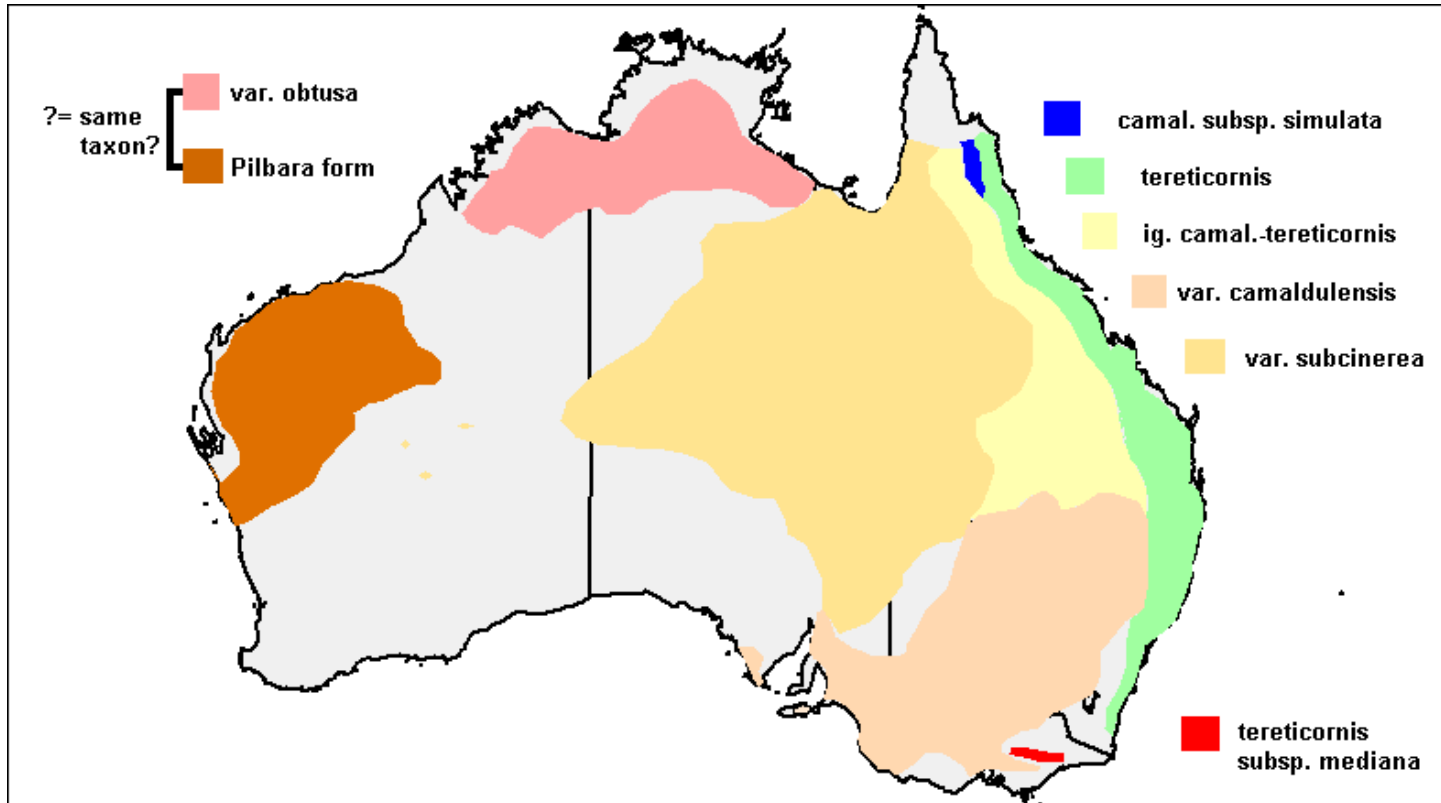 var. obtusa
?= same
taxon?
Pilbara form
camal. subsp. simulata
tereticornis
ig. camal.-tereticornis
var. camaldulensis
var. subcinerea
tereticornis
subsp. mediana